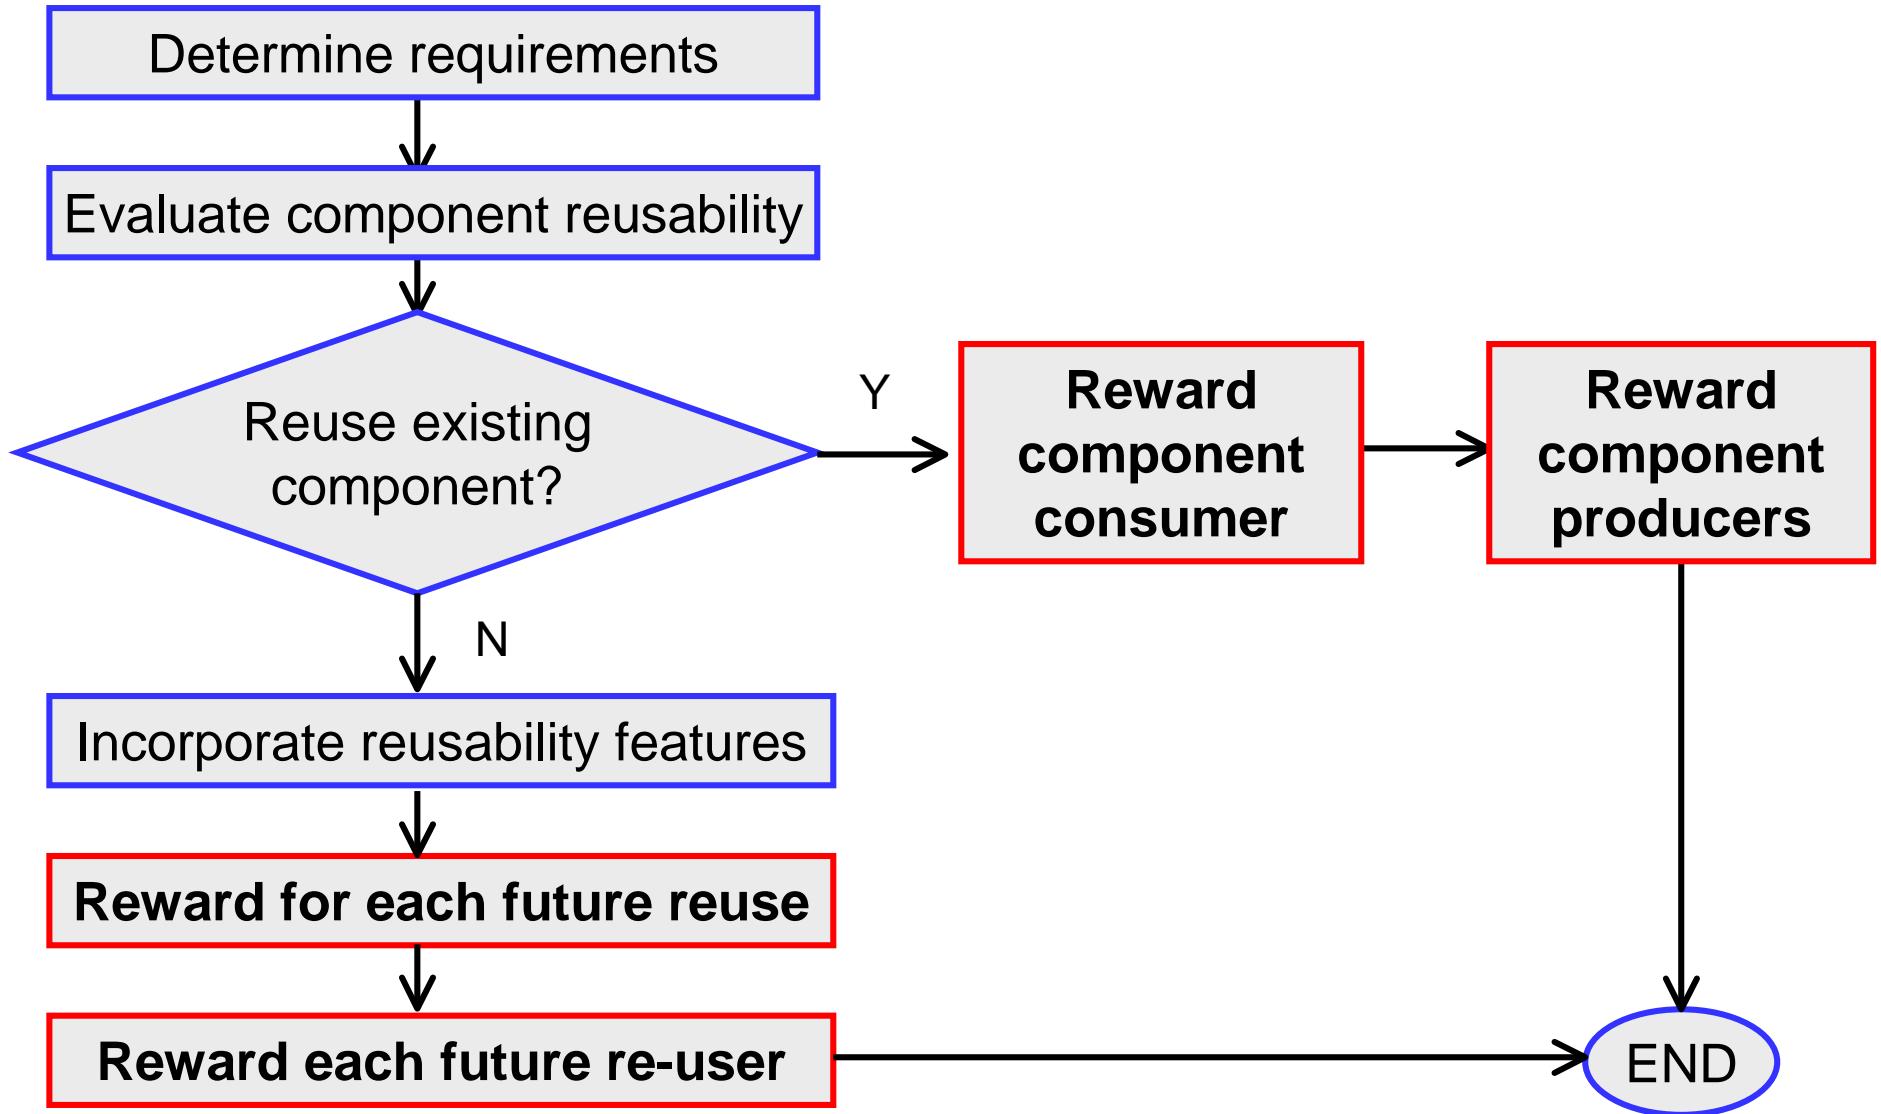 Determine requirements
Evaluate component reusability
Reuse existing
component?
Y
Reward
component
consumer
Reward
component
producers
N
Incorporate reusability features
Reward for each future reuse
Reward each future re-user
END